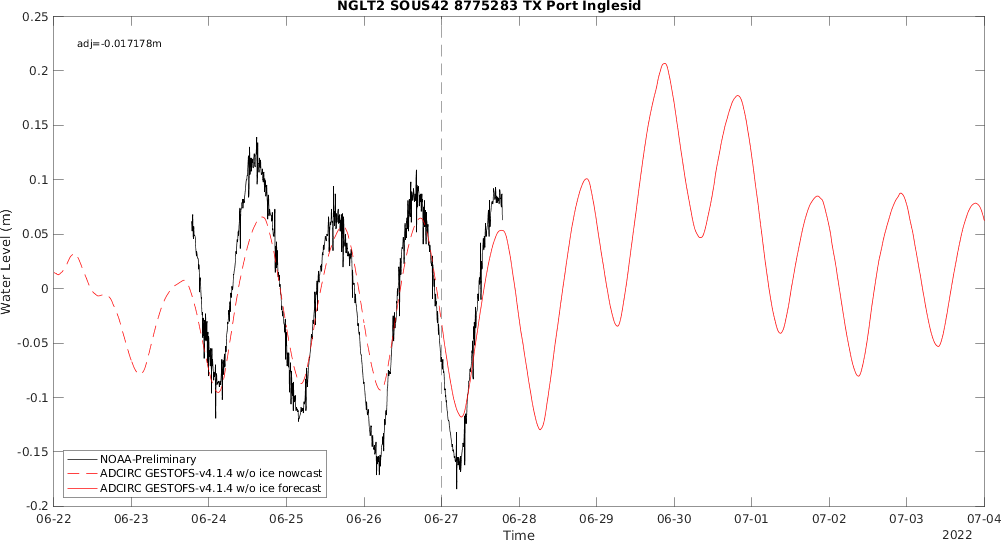 NGLT2 SOUS42 8775283 TX Port Inglesid
adj=-0.017178m
0.25
0.2
0.15
0.1
0.05
0
-0.05
-0.1
-0.15
-0.2
Water Level (m)
NOAA-Preliminary
ADCIRC GESTOFS-v4.1.4 w/o ice nowcast
ADCIRC GESTOFS-v4.1.4 w/o ice forecast
06-22 06-23 06-24 06-25 06-26 06-27 06-28 06-29 06-30 07-01 07-02 07-03 07-04
Time
2022